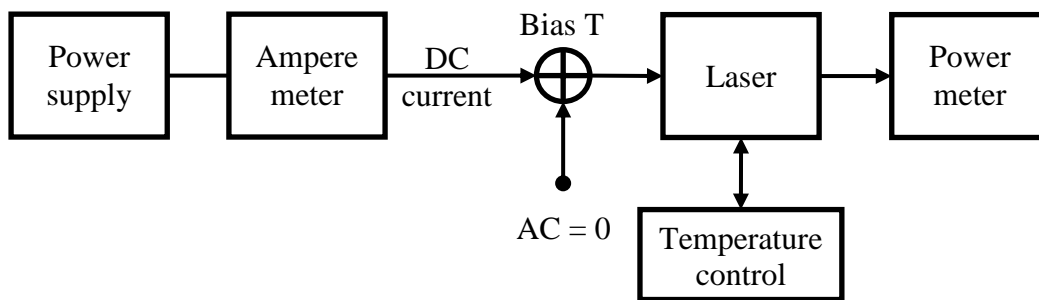 Power
supply
Ampere
meter
DC
current
Bias T
AC = 0
Laser
Temperature
control
Power
meter